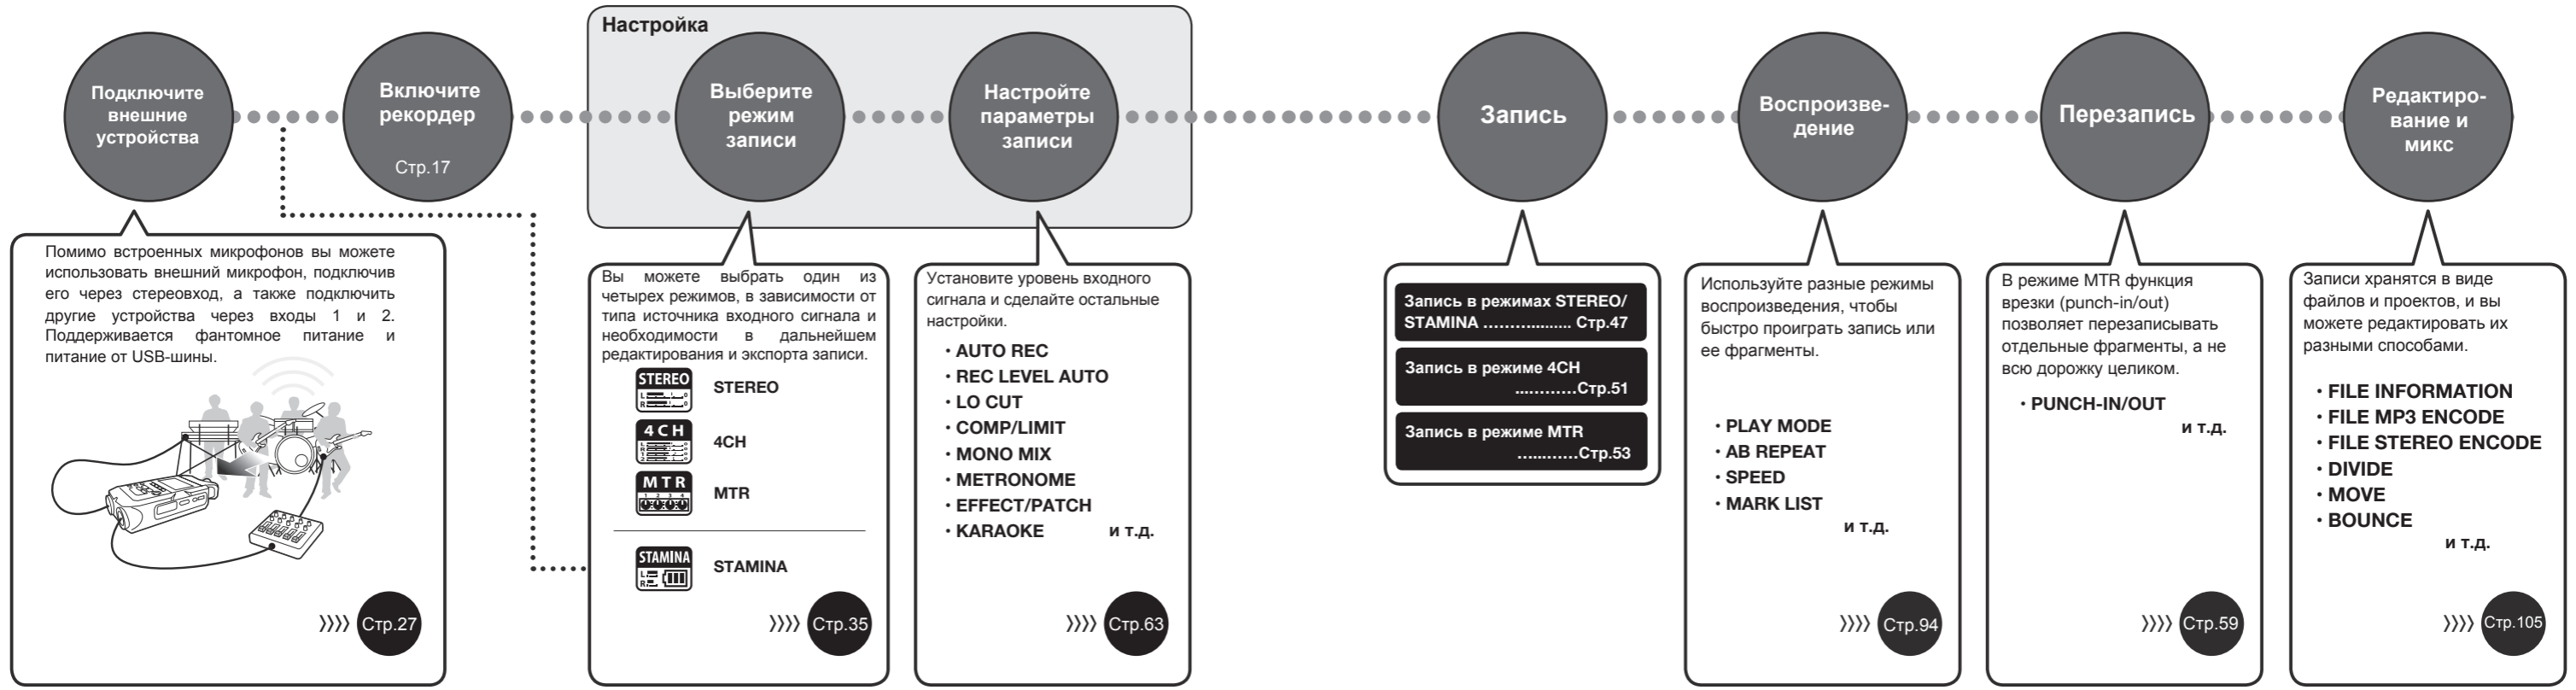 Настройка
Подключите
внешние
устройства
Включите
рекордер
Стр.17
Выберите
режим
записи
Настройте
параметры
записи
Запись
Воспроизве-
дение
Перезапись
Редактиро-
вание и
микс
Помимо встроенных микрофонов вы можете
использовать внешний микрофон, подключив
его через стереовход, а также подключить
другие устройства через входы 1 и 2.
Поддерживается фантомное питание и
питание от USB-шины.
〉〉〉〉 Стр.27
Вы можете выбрать один из
четырех режимов, в зависимости от
типа источника входного сигнала и
необходимости в дальнейшем
редактирования и экспорта записи.
STEREO
L
R
STEREO
4CH
4CH
MTR
1 2 3 4
MTR
STAMINA
L
R
STAMINA
〉〉〉〉 Стр.35
Установите уровень входного
сигнала и сделайте остальные
настройки.
· AUTO REC
· REC LEVEL AUTO
· LO CUT
· COMP/LIMIT
· MONO MIX
· METRONOME
· EFFECT/PATCH
· KARAOKE и т.д.
〉〉〉〉 Стр.63
Запись в режимах STEREO/
STAMINA ................... Стр.47
Запись в режиме 4CH
.............Стр.51
Запись в режиме MTR
............Стр.53
Используйте разные режимы
воспроизведения, чтобы
быстро проиграть запись или
ее фрагменты.
· PLAY MODE
· AB REPEAT
· SPEED
· MARK LIST
и т.д.
〉〉〉〉 Стр.94
В режиме MTR функция
врезки (punch-in/out)
позволяет перезаписывать
отдельные фрагменты, а не
всю дорожку целиком.
· PUNCH-IN/OUT
и т.д.
〉〉〉〉 Стр.59
Записи хранятся в виде
файлов и проектов, и вы
можете редактировать их
разными способами.
· FILE INFORMATION
· FILE MP3 ENCODE
· FILE STEREO ENCODE
· DIVIDE
· MOVE
· BOUNCE
и т.д.
〉〉〉〉 Стр.105